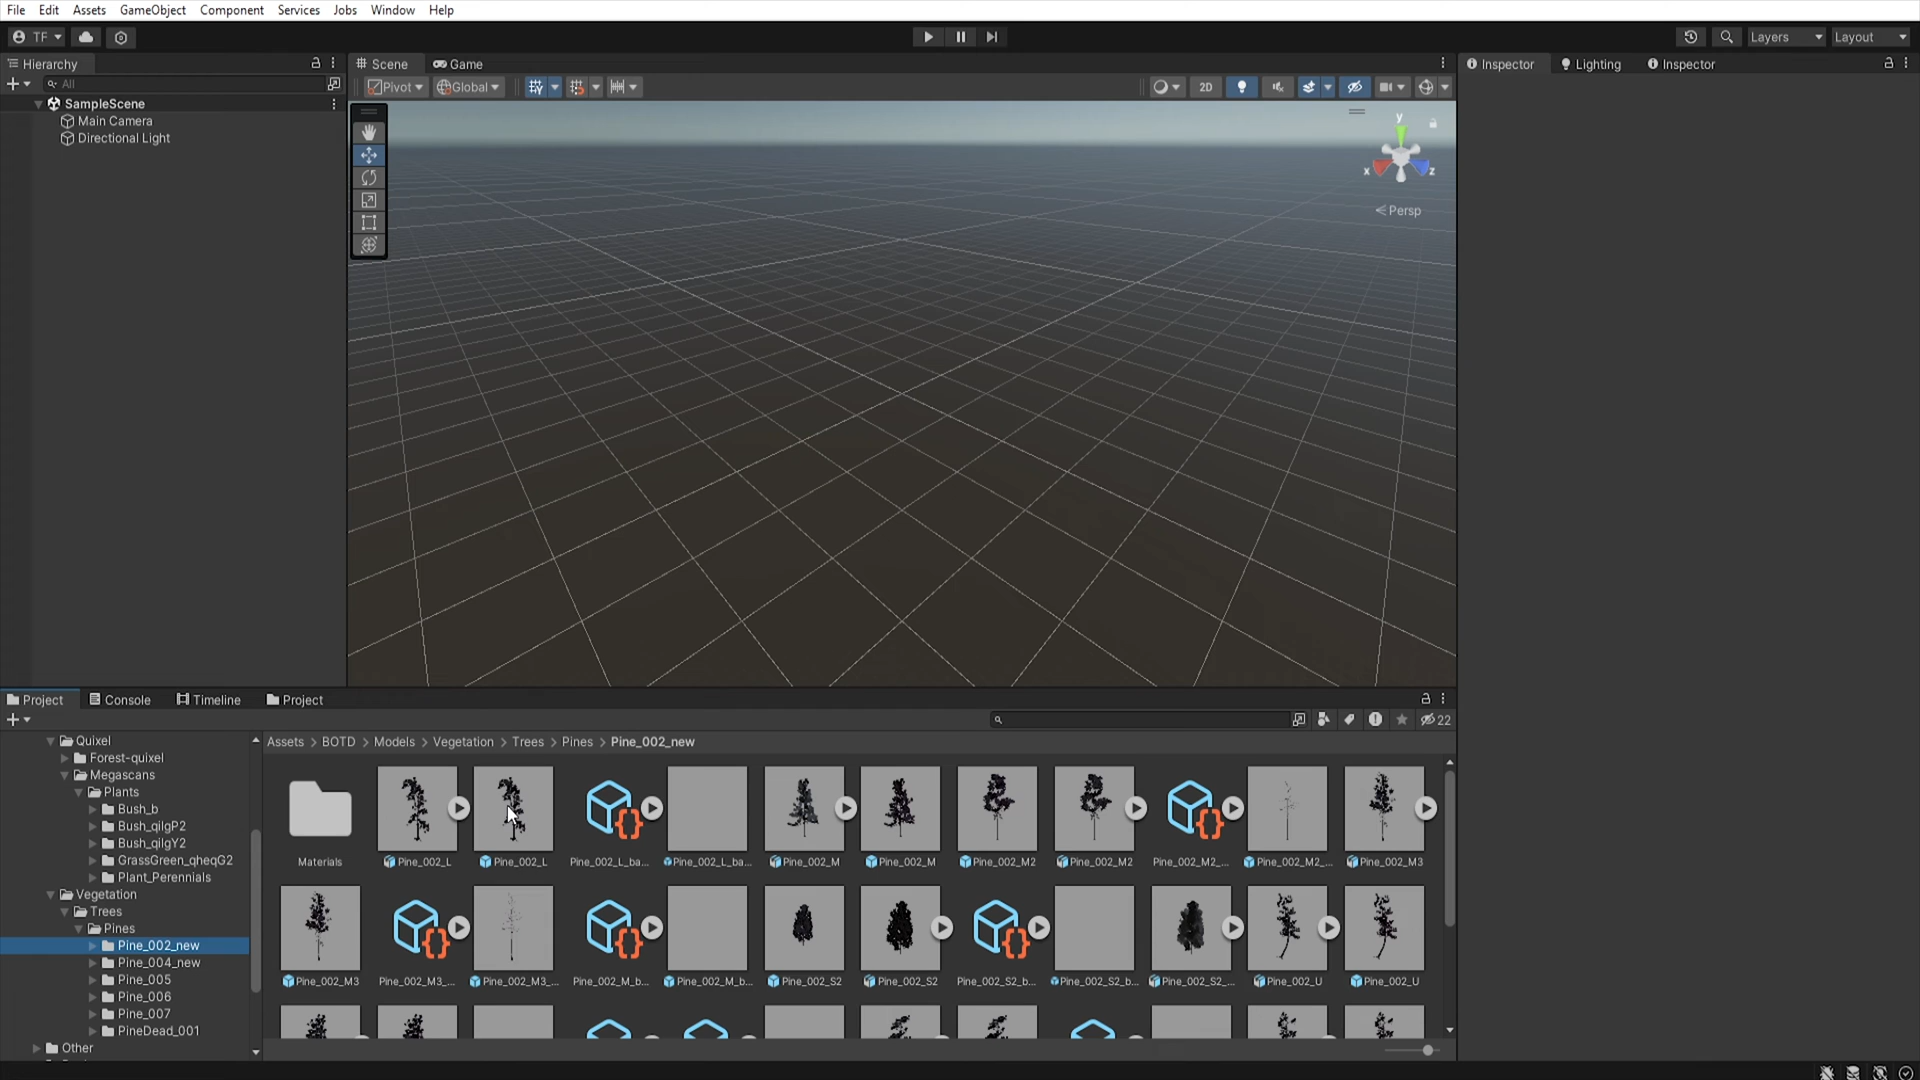 File Edit Assets GameObject Component Services Jobs Window Help
TF
Layers Layout
Hierarchy
All
SampleScene
Main Camera
Directional Light
Scene Game
Pivot Global
2D
y
x
z
Persp
Inspector Lighting Inspector
Project Console Timeline Project
22
Quixel
Forest-quixel
Megascans
Plants
Bush_b
Bush_qilgP2
Bush_qilgY2
GrassGreen_qheqG2
Plant_Perennials
Vegetation
Trees
Pines
Pine_002_new
Pine_004_new
Pine_005
Pine_006
Pine_007
PineDead_001
Other
Assets > BOTD > Models > Vegetation > Trees > Pines > Pine_002_new
Materials Pine_002_L Pine_002_L Pine_002_L_ba... Pine_002_L_ba... Pine_002_M Pine_002_M Pine_002_M2 Pine_002_M2 Pine_002_M2_... Pine_002_M2_... Pine_002_M3
Pine_002_M3 Pine_002_M3_... Pine_002_M3_... Pine_002_M_b... Pine_002_M_b... Pine_002_S2 Pine_002_S2 Pine_002_S2_b... Pine_002_S2_b... Pine_002_S2_... Pine_002_U Pine_002_U